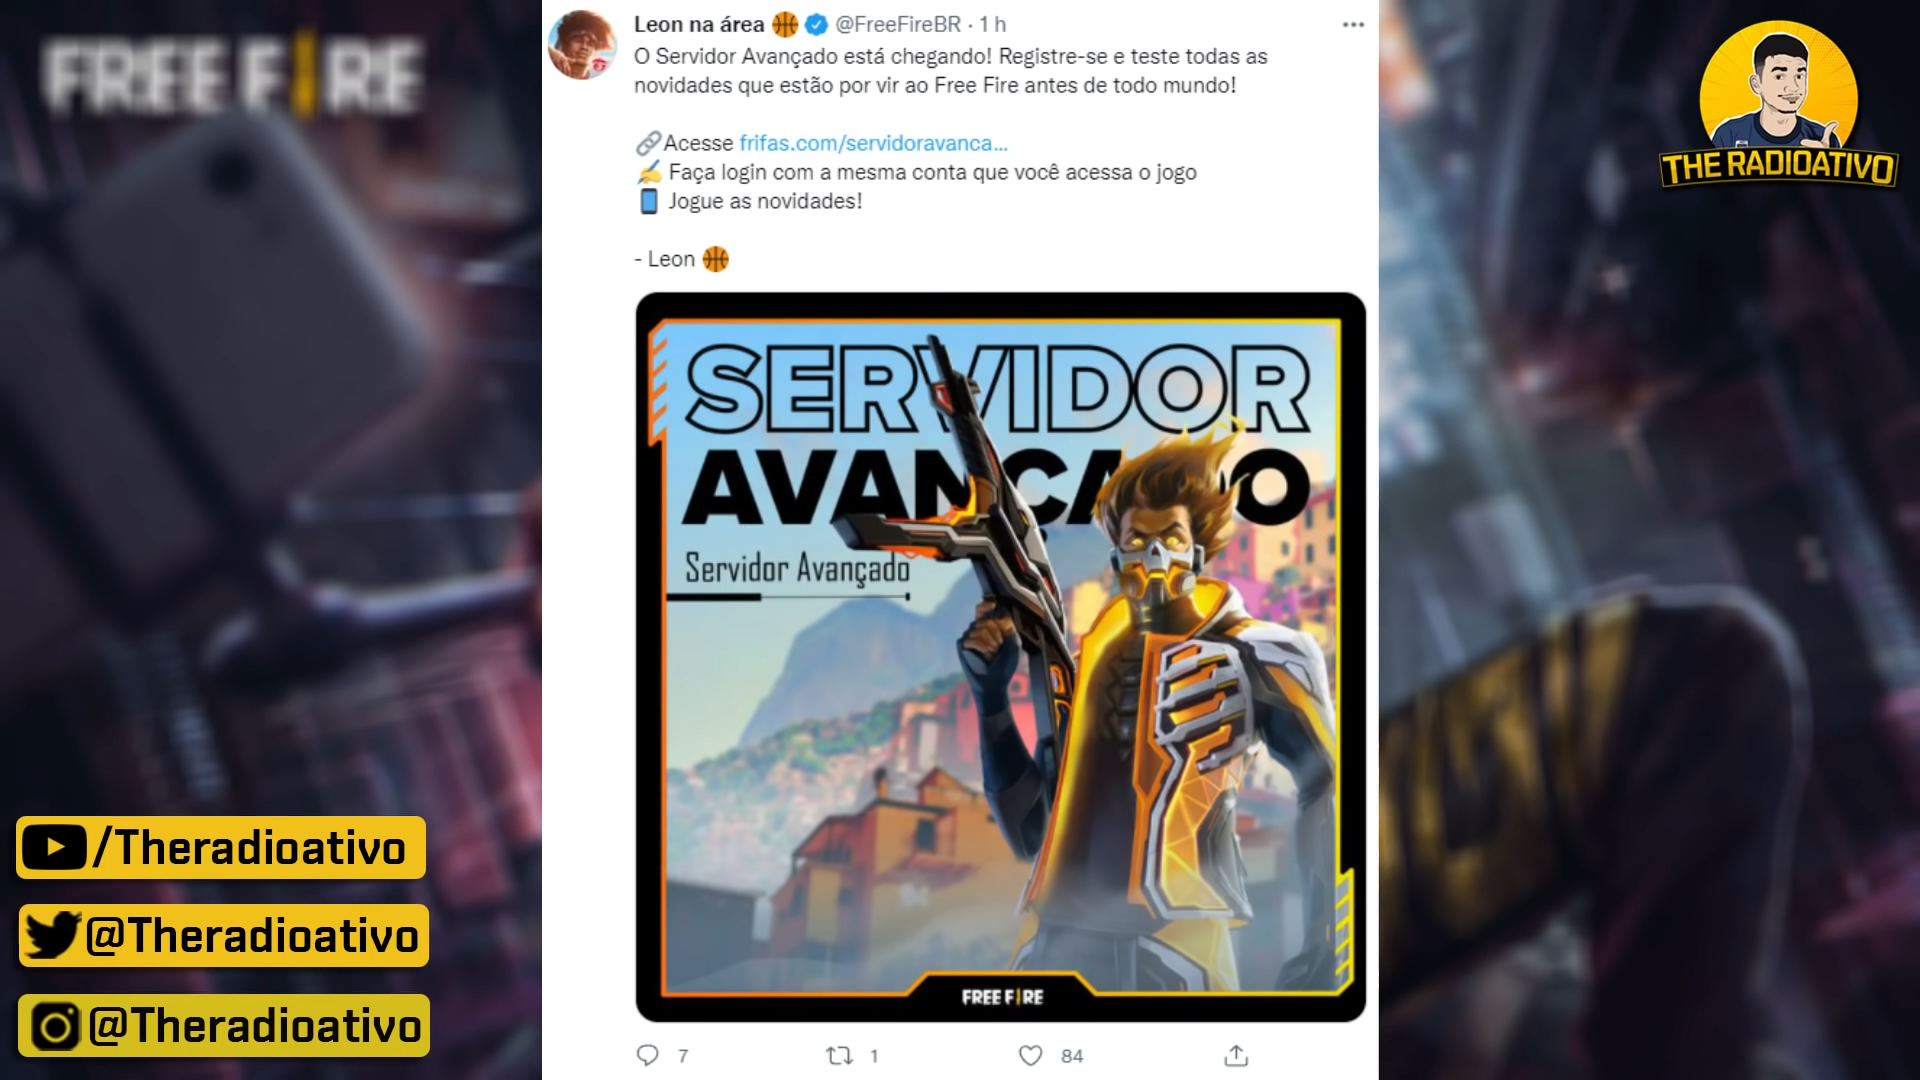 FREE FIRE
Leon na área 🏀 @FreeFireBR · 1 h
O Servidor Avançado está chegando! Registre-se e teste todas as
novidades que estão por vir ao Free Fire antes de todo mundo!
🔗Acesse frifas.com/servidoravanca...
✍ Faça login com a mesma conta que você acessa o jogo
📱 Jogue as novidades!
- Leon 🏀
SERVIDOR
AVANÇADO
Servidor Avançado
FREE FIRE
7 1 84
THE RADIOATIVO
/Theradioativo
@Theradioativo
@Theradioativo